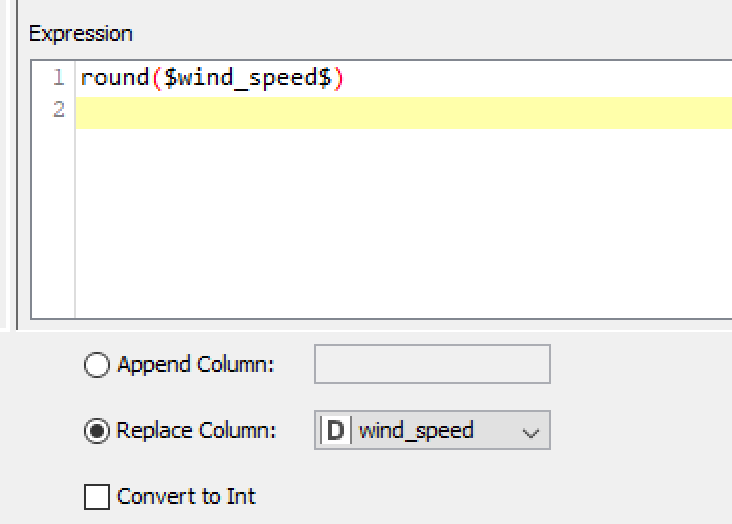 Expression
1 round($wind_speed$)
2
Append Column:
Replace Column: D wind_speed
Convert to Int